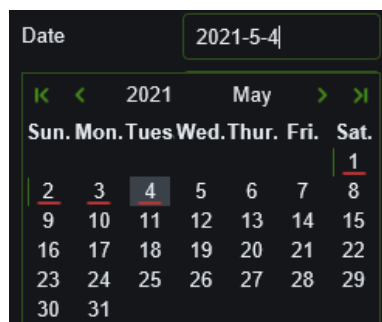 Date 2021-5-4
2021 May
Sun. Mon. Tues Wed. Thur. Fri. Sat.
1
2 3 4 5 6 7 8
9 10 11 12 13 14 15
16 17 18 19 20 21 22
23 24 25 26 27 28 29
30 31